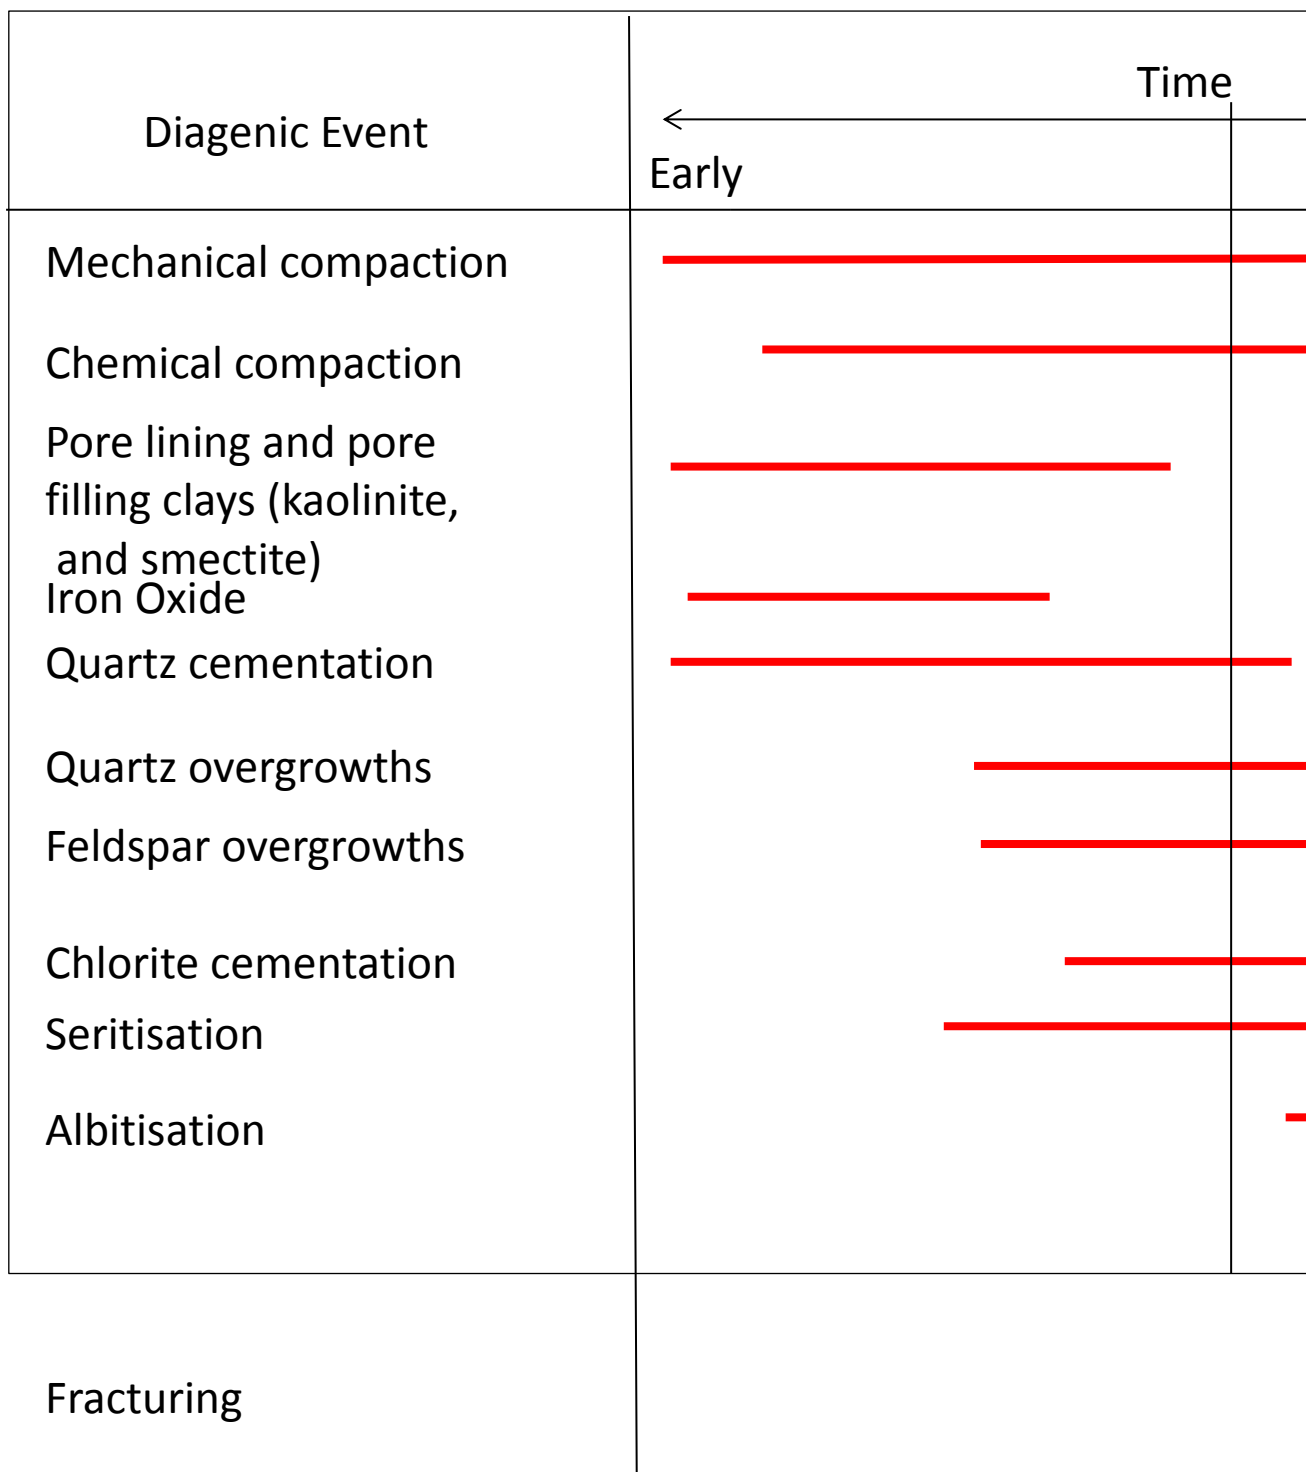 Time
Diagenic Event
Early
Mechanical compaction
Chemical compaction
Pore lining and pore
filling clays (kaolinite,
and smectite)
Iron Oxide
Quartz cementation
Quartz overgrowths
Feldspar overgrowths
Chlorite cementation
Seritisation
Albitisation
Fracturing